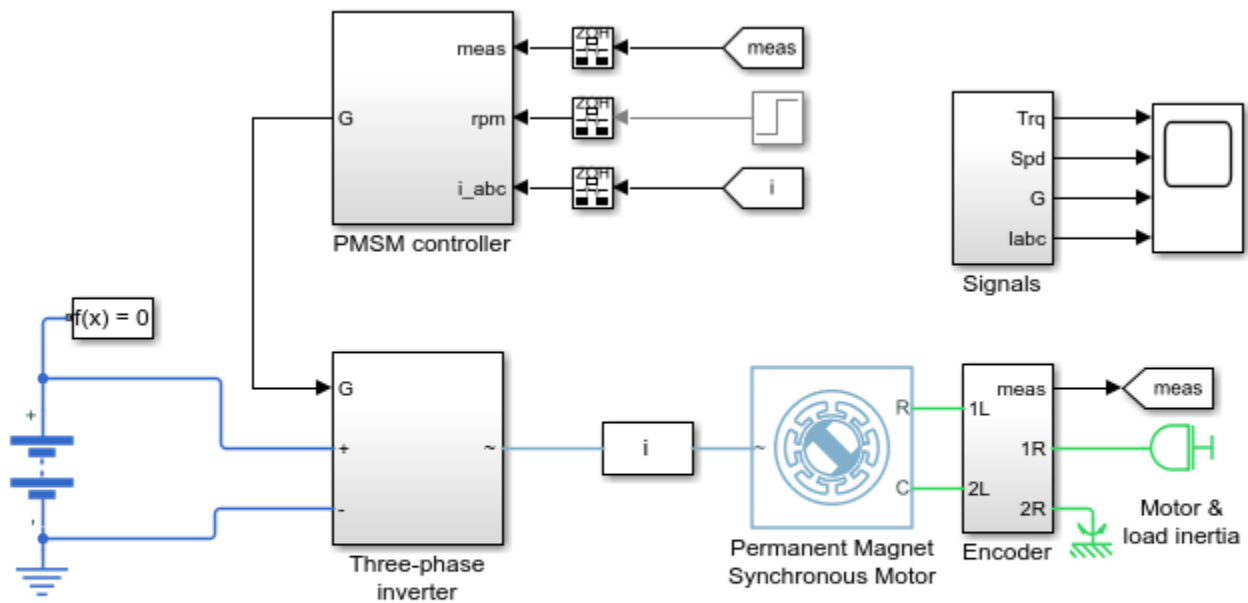 meas
ZOH
meas
G
rpm
ZOH
i_abc
ZOH
i
PMSM controller
Trq
Spd
G
Iabc
Signals
f(x) = 0
+
-
G
+
-
~
Three-phase
inverter
i
~
R
C
Permanent Magnet
Synchronous Motor
1L
2L
meas
1R
2R
Encoder
meas
Motor &
load inertia